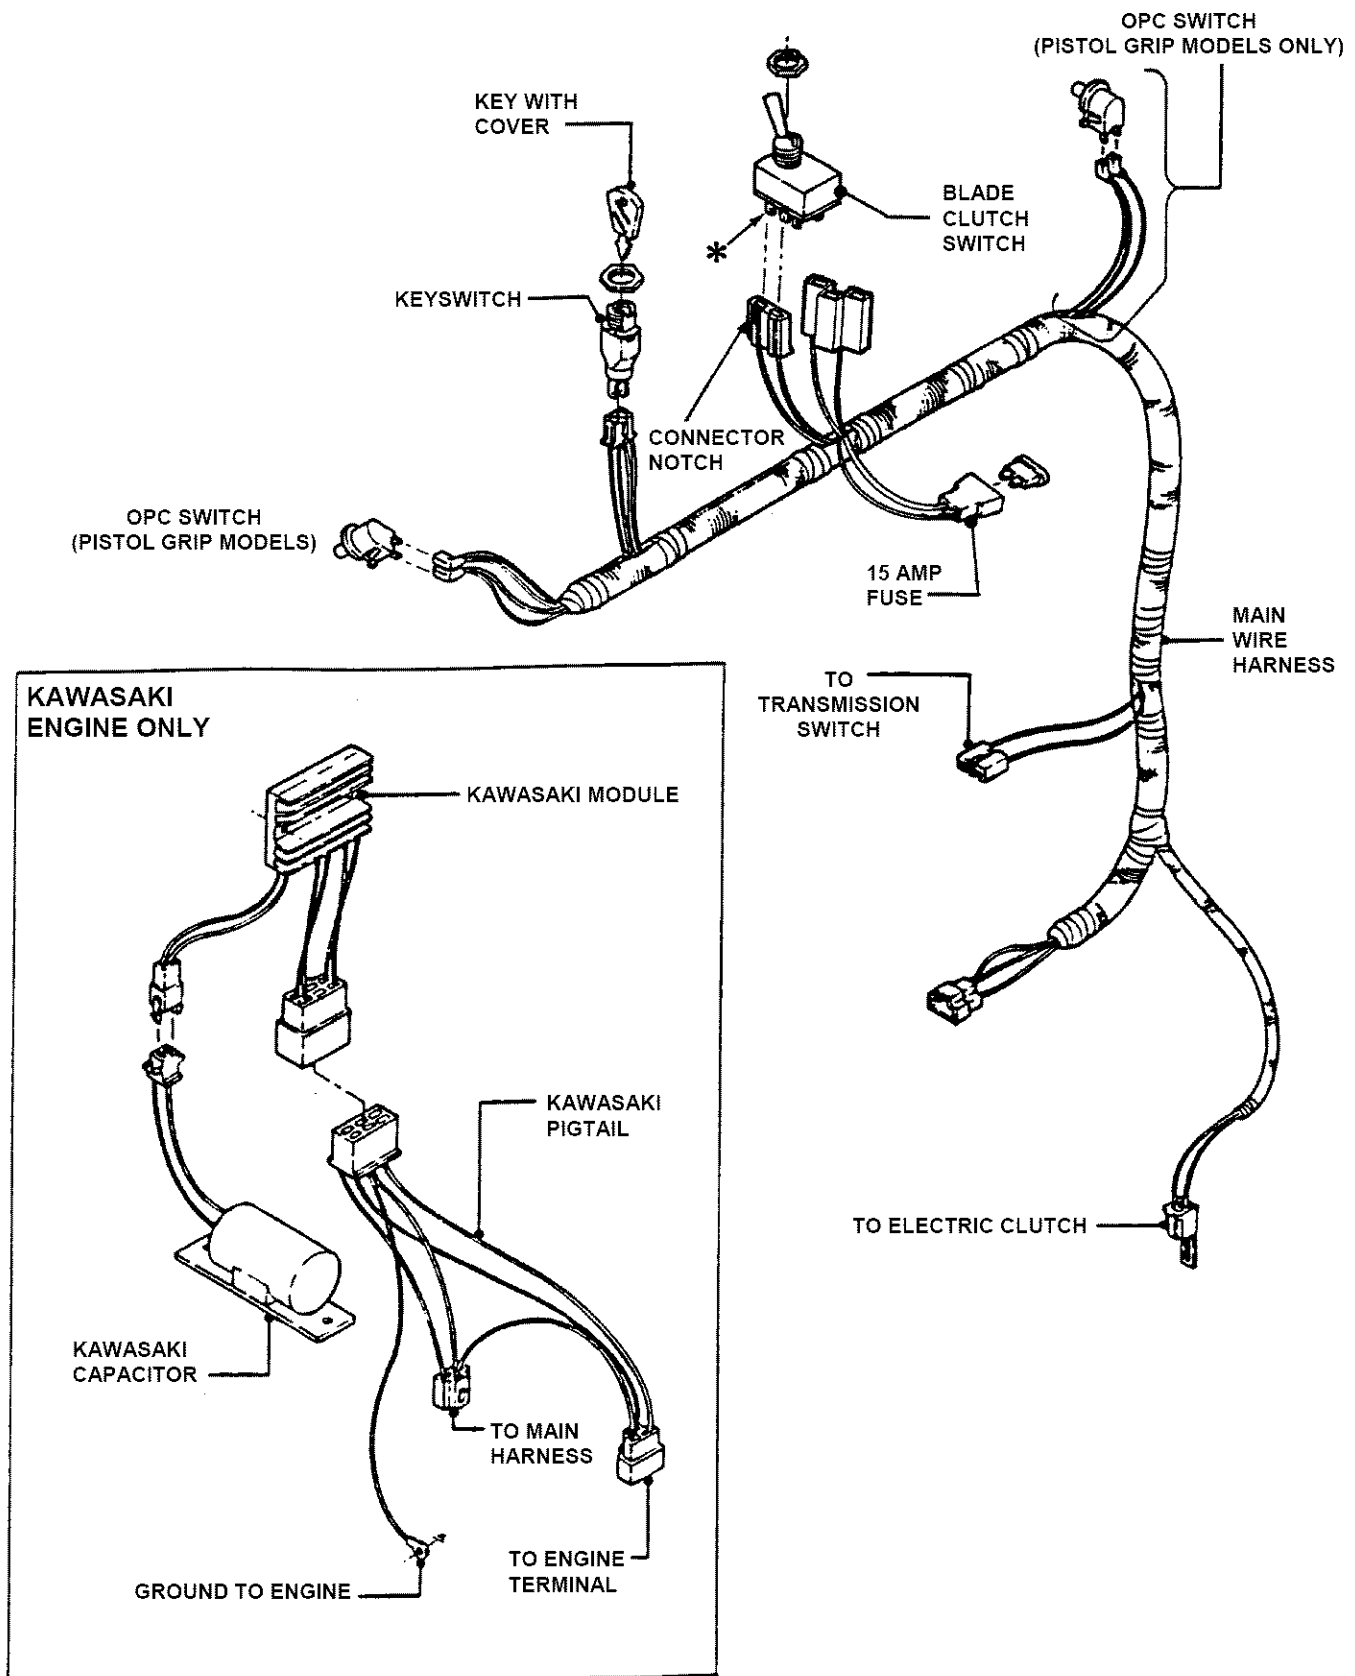 OPC SWITCH
(PISTOL GRIP MODELS ONLY)
KEY WITH
COVER
BLADE
CLUTCH
SWITCH
*
KEYSWITCH
CONNECTOR
NOTCH
OPC SWITCH
(PISTOL GRIP MODELS)
15 AMP
FUSE
MAIN
WIRE
HARNESS
TO
TRANSMISSION
SWITCH
KAWASAKI
ENGINE ONLY
KAWASAKI MODULE
KAWASAKI
PIGTAIL
TO ELECTRIC CLUTCH
KAWASAKI
CAPACITOR
TO MAIN
HARNESS
TO ENGINE
TERMINAL
GROUND TO ENGINE